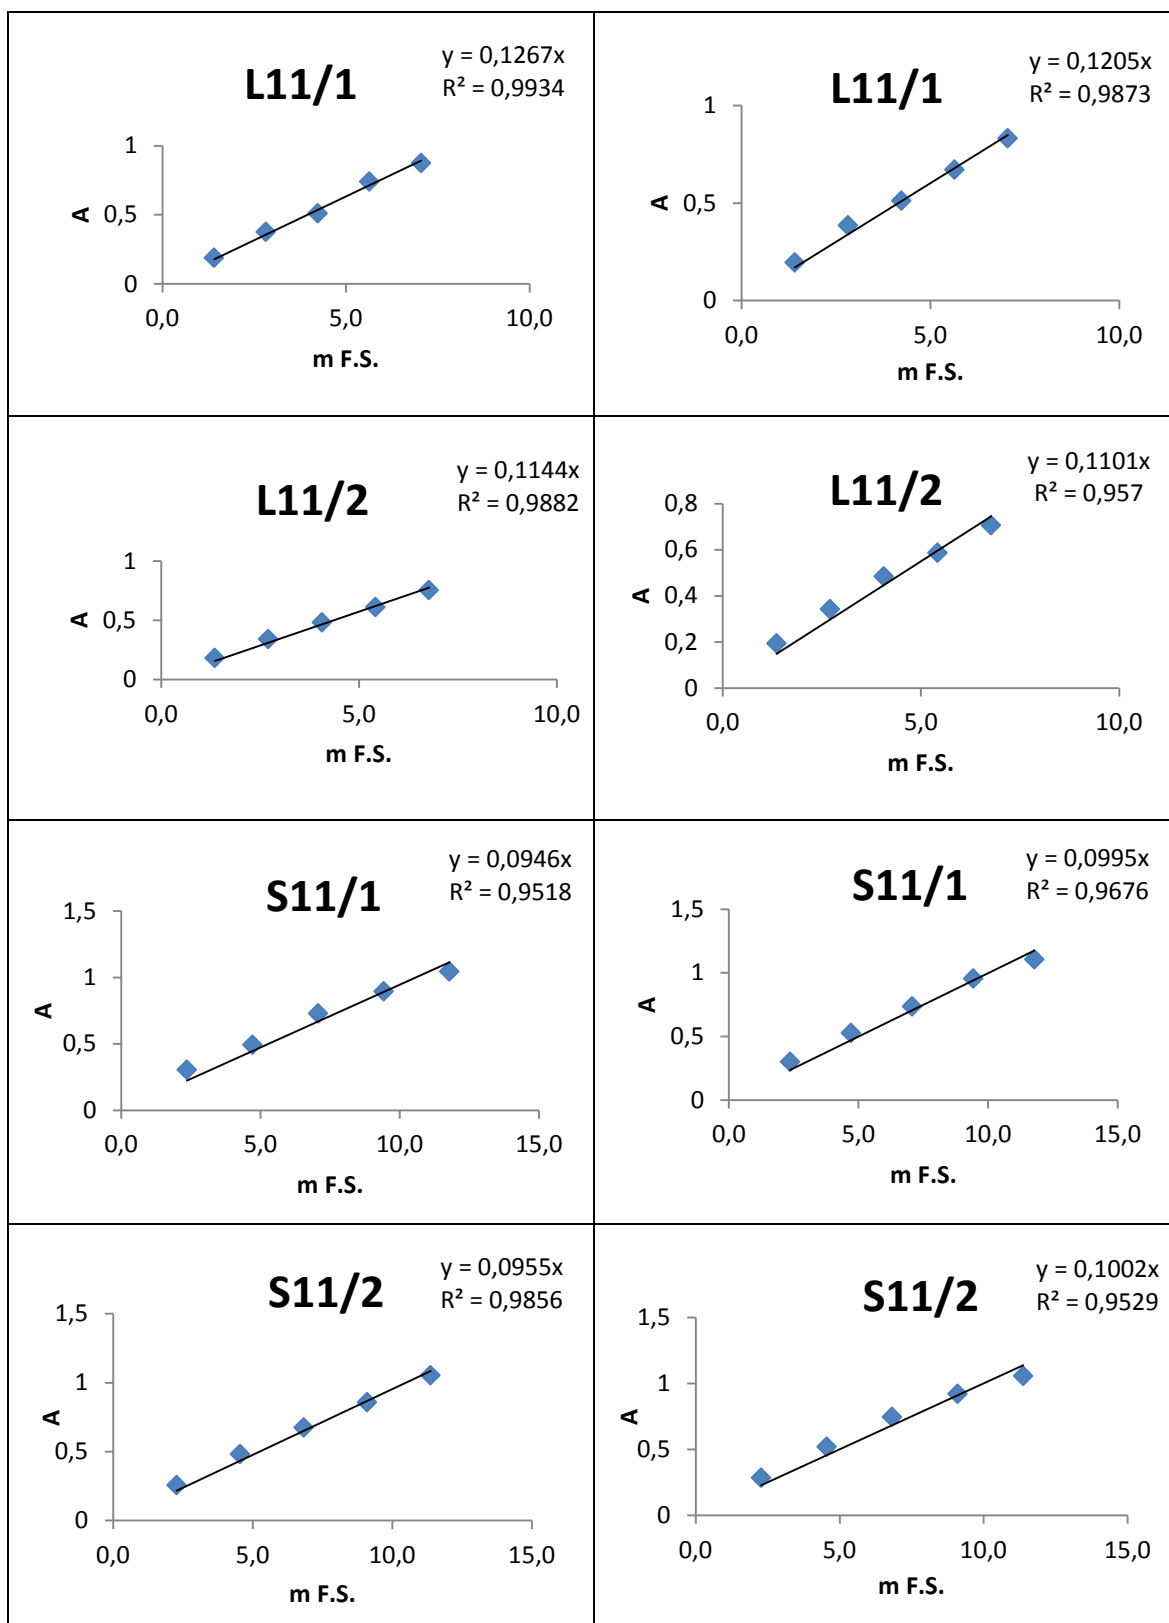 L11/1
y = 0,1267x
R² = 0,9934
1
0,5
0
A
0,0
5,0
10,0
m F.S.
L11/1
y = 0,1205x
R² = 0,9873
1
0,5
0
A
0,0
5,0
10,0
m F.S.
L11/2
y = 0,1144x
R² = 0,9882
1
0,5
0
A
0,0
5,0
10,0
m F.S.
L11/2
y = 0,1101x
R² = 0,957
0,8
0,6
0,4
0,2
0
A
0,0
5,0
10,0
m F.S.
S11/1
y = 0,0946x
R² = 0,9518
1,5
1
0,5
0
A
0,0
5,0
10,0
15,0
m F.S.
S11/1
y = 0,0995x
R² = 0,9676
1,5
1
0,5
0
A
0,0
5,0
10,0
15,0
m F.S.
S11/2
y = 0,0955x
R² = 0,9856
1,5
1
0,5
0
A
0,0
5,0
10,0
15,0
m F.S.
S11/2
y = 0,1002x
R² = 0,9529
1,5
1
0,5
0
A
0,0
5,0
10,0
15,0
m F.S.